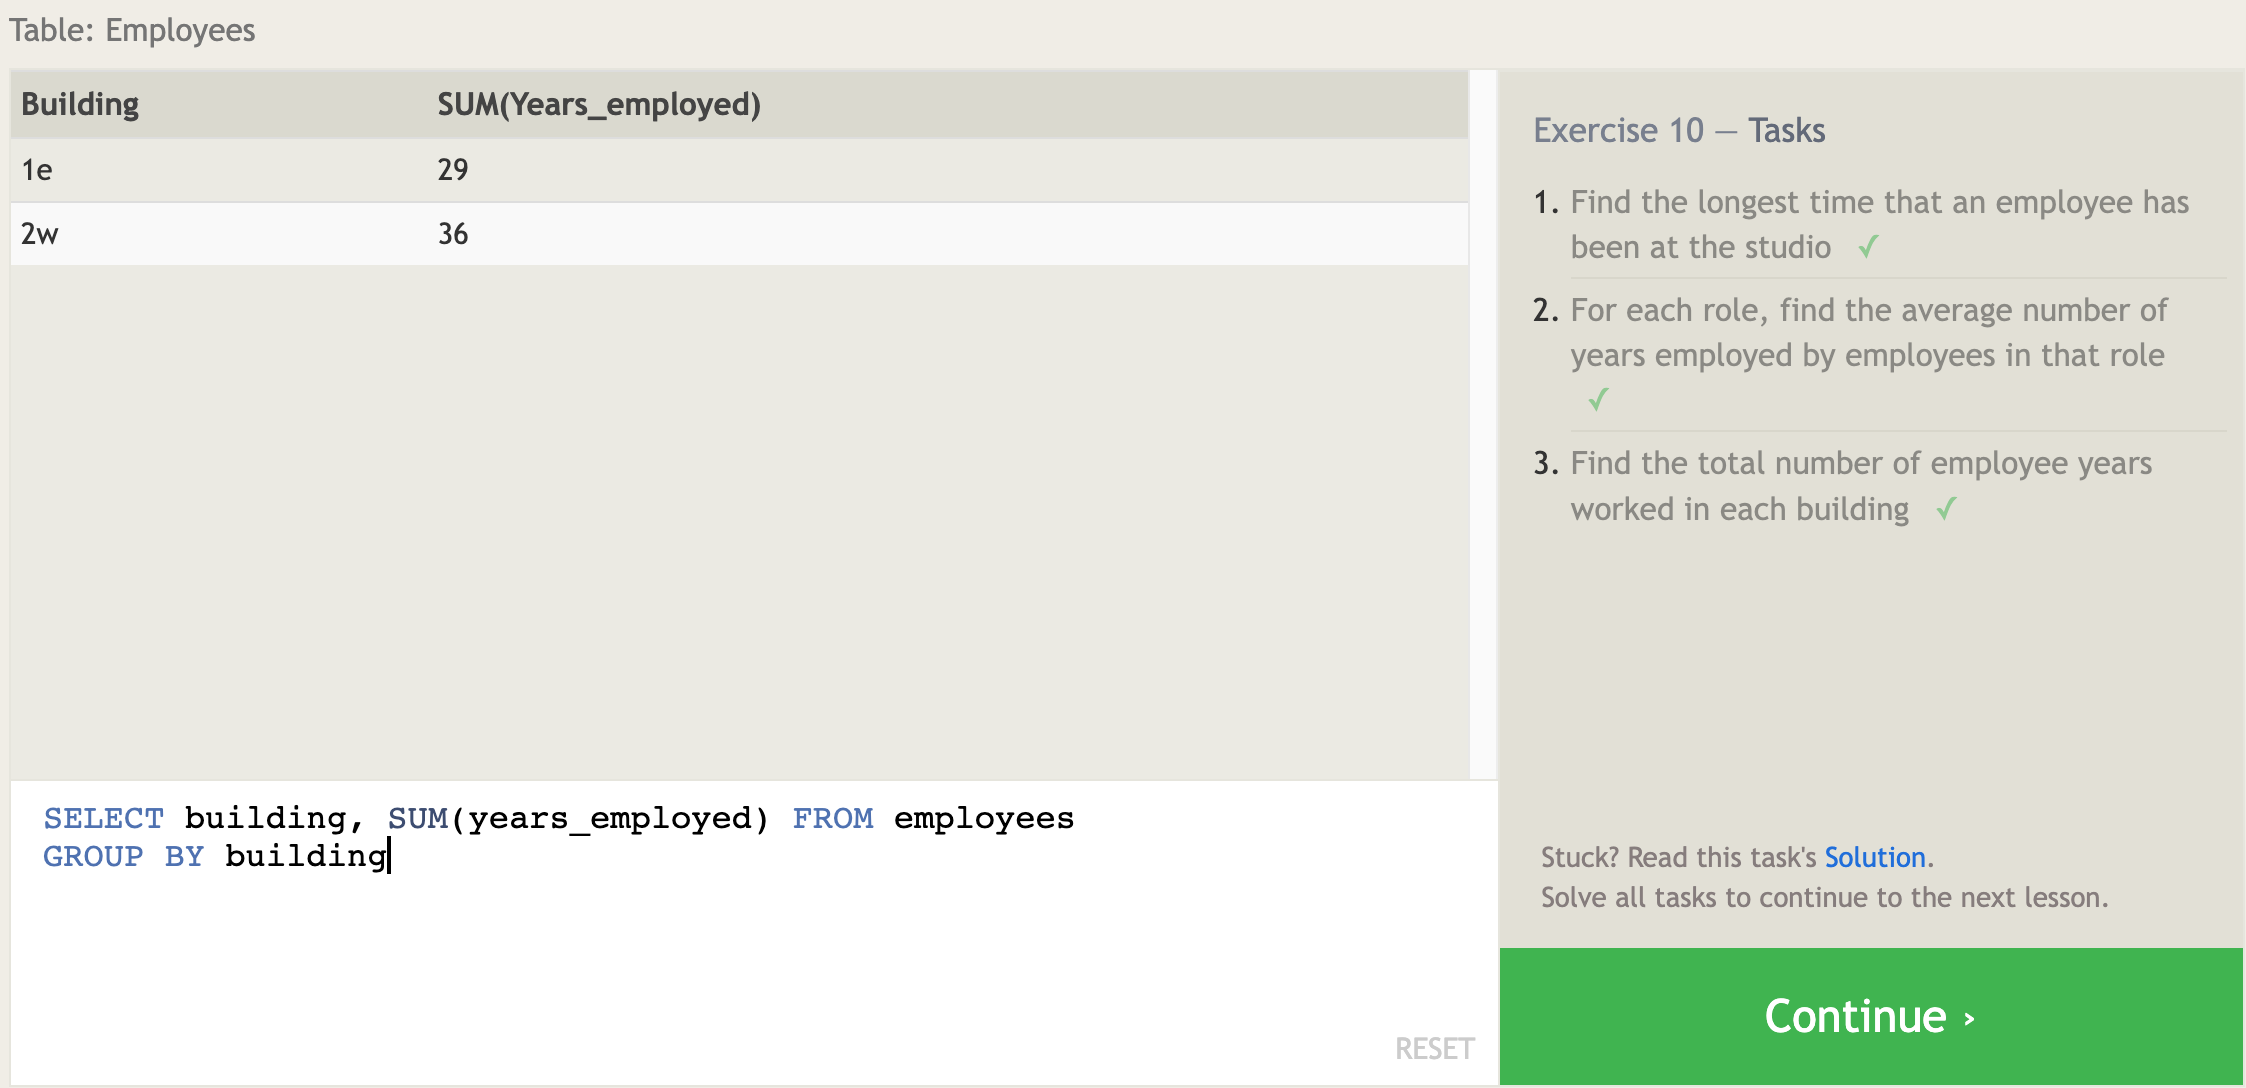 Table: Employees
Building SUM(Years_employed)
1e 29
2w 36
SELECT building, SUM(years_employed) FROM employees
GROUP BY building
RESET
Exercise 10 — Tasks
1. Find the longest time that an employee has
been at the studio ✓
2. For each role, find the average number of
years employed by employees in that role
✓
3. Find the total number of employee years
worked in each building ✓
Stuck? Read this task's Solution.
Solve all tasks to continue to the next lesson.
Continue ›